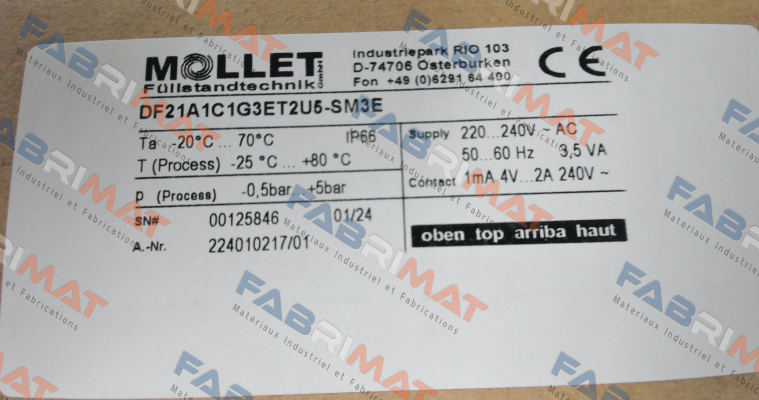 MOLLET GmbH
Füllstandtechnik
Industriepark RIO 103
D-74706 Osterburken
Fon +49 (0)6291 64 400
CE
DF21A1C1G3ET2U5-SM3E
Ta -20°C ... 70°C IP66
T (Process) -25 °C ... +80 °C
p (Process) -0,5bar +5bar
SN# 00125846 01/24
A.-Nr. 224010217/01
Supply 220...240V ~ AC
50...60 Hz 3,5 VA
Contact 1mA 4V...2A 240V ~
oben top arriba haut
FABRIMAT
Matériaux Industriel et Fabrications